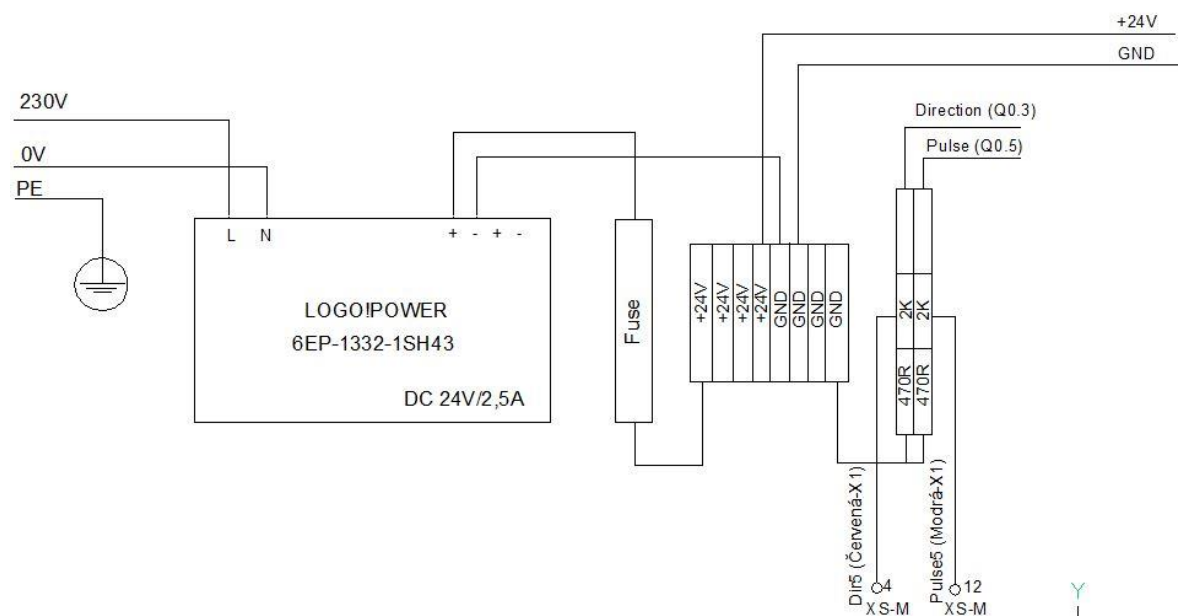 +24V
GND
230V
0V
PE
Direction (Q0.3)
Pulse (Q0.5)
L N + - + -
LOGO!POWER
6EP-1332-1SH43
DC 24V/2,5A
Fuse
+24V
+24V
+24V
+24V
GND
GND
GND
GND
2K
2K
470R
470R
Dir5 (Červená-X1)
Pulse5 (Modrá-X1)
4
XS-M
12
XS-M
Y